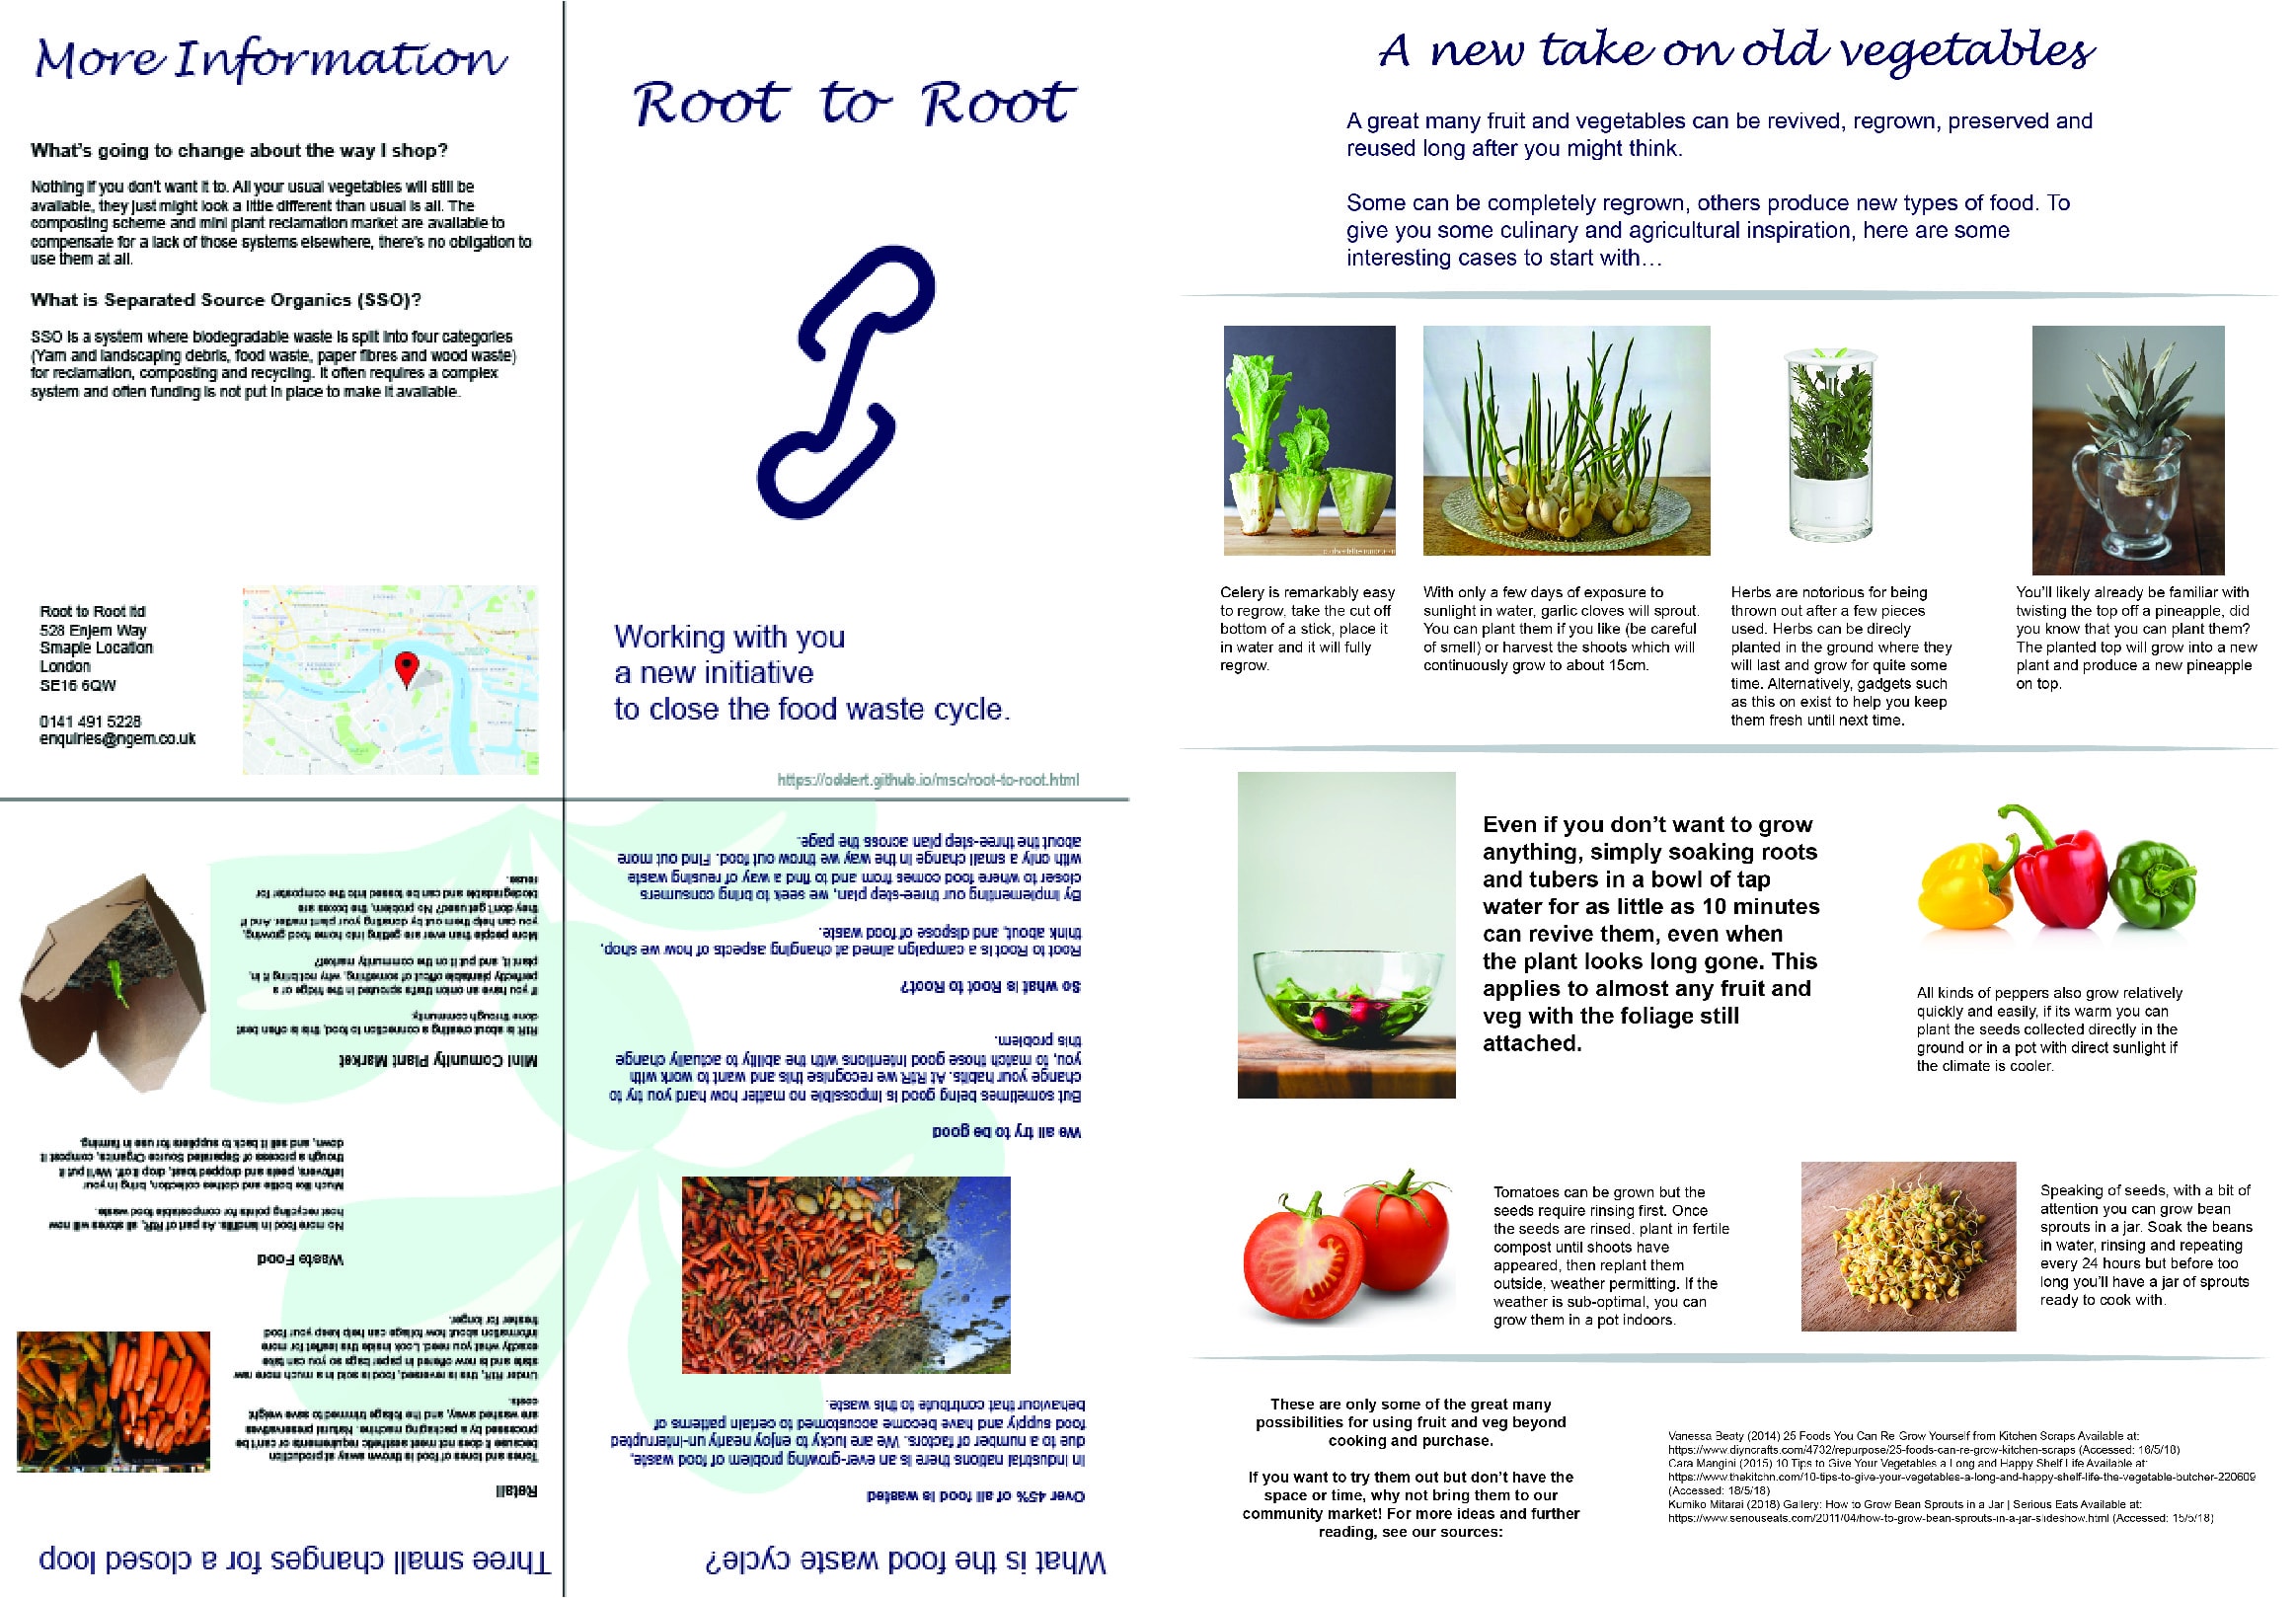 More Information
What's going to change about the way I shop?
Nothing if you don't want it to. All your usual vegetables will still be
available, they just might look a little different than usual is all. The
composting scheme and mini plant reclamation market are available to
compensate for a lack of those systems elsewhere, there's no obligation to
use them at all.
What is Separated Source Organics (SSO)?
SSO is a system where biodegradable waste is split into four categories
(Yarn and landscaping debris, food waste, paper fibres and wood waste)
for reclamation, composting and recycling. It often requires a complex
system and often funding is not put in place to make it available.
Root to Root ltd
528 Enjem Way
Smaple Location
London
SE16 6QW
0141 491 5228
enquiries@ngem.co.uk
Root to Root
Working with you
a new initiative
to close the food waste cycle.
https://oddert.github.io/msc/root-to-root.html
What is the food waste cycle?
Over 45% of all food is wasted
In industrial nations there is an ever-growing problem of food waste,
due to a number of factors. We are lucky to enjoy nearly un-interrupted
food supply and have become accustomed to certain patterns of
behaviour that contribute to this waste.
We all try to be good
But sometimes being good is impossible no matter how hard you try to
change your habits. At RtR we recognise this and want to work with
you, to match those good intentions with the ability to actually change
this problem.
So what is Root to Root?
Root to Root is a campaign aimed at changing aspects of how we shop,
think about, and dispose of food waste.
By implementing our three-step plan, we seek to bring consumers
closer to where food comes from and to find a way of reusing waste
with only a small change in the way we throw out food. Find out more
about the three-step plan across the page.
Three small changes for a closed loop
Retail
Tones and tones of food is thrown away at production
because it does not meet aesthetic requirements or can't be
processed by a packaging machine. Natural preservatives
are washed away, and the foliage trimmed to save weight
costs.
Under RtR, this is reversed, food is sold in a much more raw
state and is now offered in paper bags so you can take
exactly what you need. Look inside this leaflet for more
information about how foliage can help keep your food
fresher for longer.
Waste Food
No more food in landfills. As part of RtR, all stores will now
host recycling points for compostable food waste.
Much like bottle and clothes collection, bring in your
leftovers, peels and dropped toast, drop it off. We'll put it
though a process of Separated Source Organics, compost it
down, and sell it back to suppliers for use in farming.
Mini Comunity Plant Market
RtR is about creating a connection to food, this is often best
done through community.
If you have an onion thats sprouted in the fridge or a
perfectly plantable offcut of something, why not bring it in,
plant it, and put it on the community market?
More people than ever are getting into home food growing,
you can help them out by donating your plant matter. And if
they don't get used? No problem, the boxes are
biodegradable and can be tossed into the composter for
reuse.
A new take on old vegetables
A great many fruit and vegetables can be revived, regrown, preserved and
reused long after you might think.
Some can be completely regrown, others produce new types of food. To
give you some culinary and agricultural inspiration, here are some
interesting cases to start with…
Celery is remarkably easy
to regrow, take the cut off
bottom of a stick, place it
in water and it will fully
regrow.
With only a few days of exposure to
sunlight in water, garlic cloves will sprout.
You can plant them if you like (be careful
of smell) or harvest the shoots which will
continuously grow to about 15cm.
Herbs are notorious for being
thrown out after a few pieces
used. Herbs can be direcly
planted in the ground where they
will last and grow for quite some
time. Alternatively, gadgets such
as this on exist to help you keep
them fresh until next time.
You'll likely already be familiar with
twisting the top off a pineapple, did
you know that you can plant them?
The planted top will grow into a new
plant and produce a new pineapple
on top.
Even if you don't want to grow
anything, simply soaking roots
and tubers in a bowl of tap
water for as little as 10 minutes
can revive them, even when
the plant looks long gone. This
applies to almost any fruit and
veg with the foliage still
attached.
All kinds of peppers also grow relatively
quickly and easily, if its warm you can
plant the seeds collected directly in the
ground or in a pot with direct sunlight if
the climate is cooler.
Tomatoes can be grown but the
seeds require rinsing first. Once
the seeds are rinsed. plant in fertile
compost until shoots have
appeared, then replant them
outside, weather permitting. If the
weather is sub-optimal, you can
grow them in a pot indoors.
Speaking of seeds, with a bit of
attention you can grow bean
sprouts in a jar. Soak the beans
in water, rinsing and repeating
every 24 hours but before too
long you'll have a jar of sprouts
ready to cook with.
These are only some of the great many
possibilities for using fruit and veg beyond
cooking and purchase.
If you want to try them out but don't have the
space or time, why not bring them to our
community market! For more ideas and further
reading, see our sources:
Vanessa Beaty (2014) 25 Foods You Can Re-Grow Yourself from Kitchen Scraps Available at:
https://www.diyncrafts.com/4732/repurpose/25-foods-can-re-grow-kitchen-scraps (Accessed: 16/5/18)
Cara Mangini (2015) 10 Tips to Give Your Vegetables a Long and Happy Shelf Life Available at:
https://www.thekitchn.com/10-tips-to-give-your-vegetables-a-long-and-happy-shelf-life-the-vegetable-butcher-220609
(Accessed: 18/5/18)
Kumiko Mitarai (2018) Gallery: How to Grow Bean Sprouts in a Jar | Serious Eats Available at:
https://www.seriouseats.com/2011/04/how-to-grow-bean-sprouts-in-a-jar-slideshow.html (Accessed: 15/5/18)